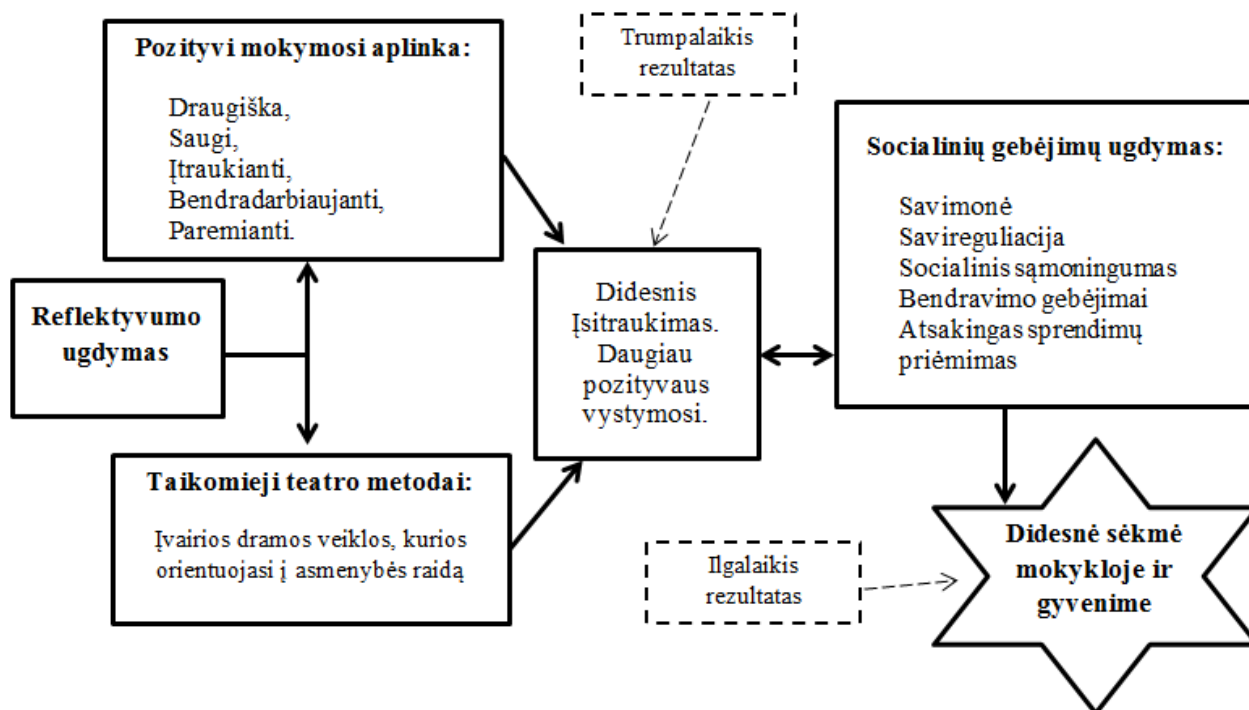 Pozityvi mokymosi aplinka:
Draugiška,
Saugi,
Įtraukianti,
Bendradarbiaujanti,
Paremianti.
Trumpalaikis
rezultatas
Socialinių gebėjimų ugdymas:
Savimonė
Savireguliacija
Socialinis sąmoningumas
Bendravimo gebėjimai
Atsakingas sprendimų
priėmimas
Reflektyvumo
ugdymas
Didesnis
Įsitraukimas.
Daugiau
pozityvaus
vystymosi.
Taikomieji teatro metodai:
Įvairios dramos veiklos, kurios
orientuojasi į asmenybės raidą
Ilgalaikis
rezultatas
Didesnė sėkmė
mokykloje ir
gyvenime